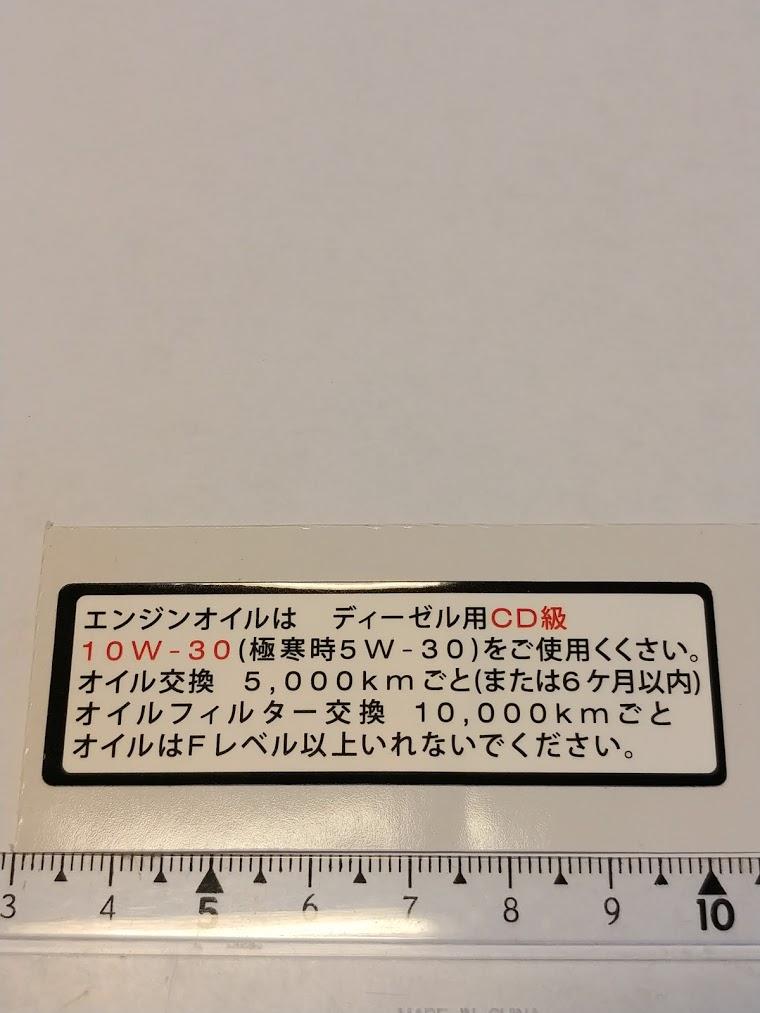 エンジンオイルは　ディーゼル用CD級
10W-30(極寒時5W-30)をご使用くくさい。
オイル交換　5,000kmごと(または6ケ月以内)
オイルフィルター交換　10,000kmごと
オイルはFレベル以上いれないでください。
3 4 5 6 7 8 9 10
MADE IN CHINA